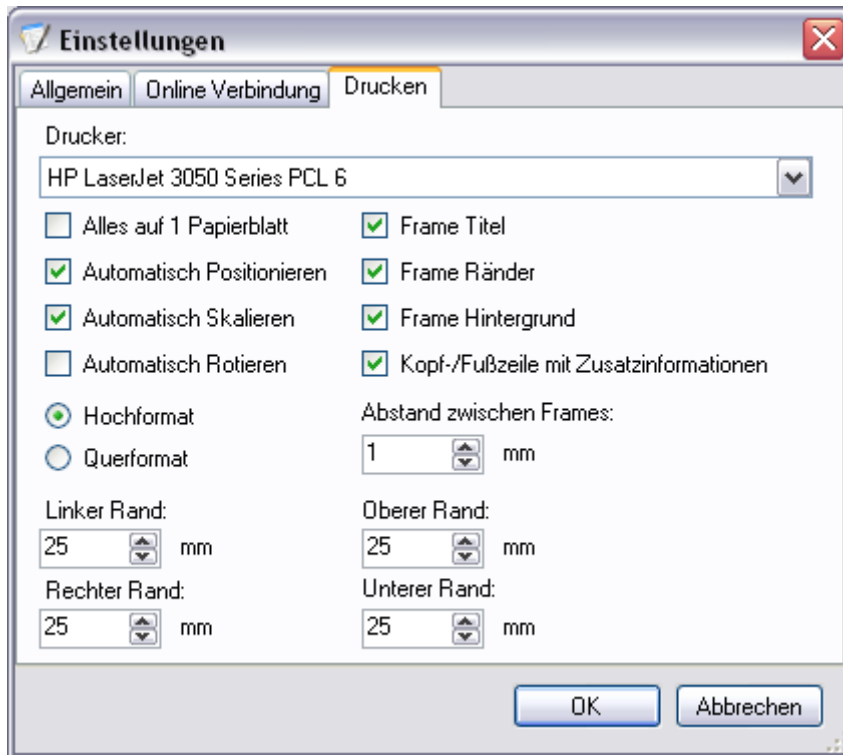 Einstellungen
Allgemein Online Verbindung Drucken
Drucker:
HP LaserJet 3050 Series PCL 6
Alles auf 1 Papierblatt Frame Titel
Automatisch Positionieren Frame Ränder
Automatisch Skalieren Frame Hintergrund
Automatisch Rotieren Kopf-/Fußzeile mit Zusatzinformationen
Hochformat Abstand zwischen Frames:
Querformat 1 mm
Linker Rand: Oberer Rand:
25 mm 25 mm
Rechter Rand: Unterer Rand:
25 mm 25 mm
OK Abbrechen